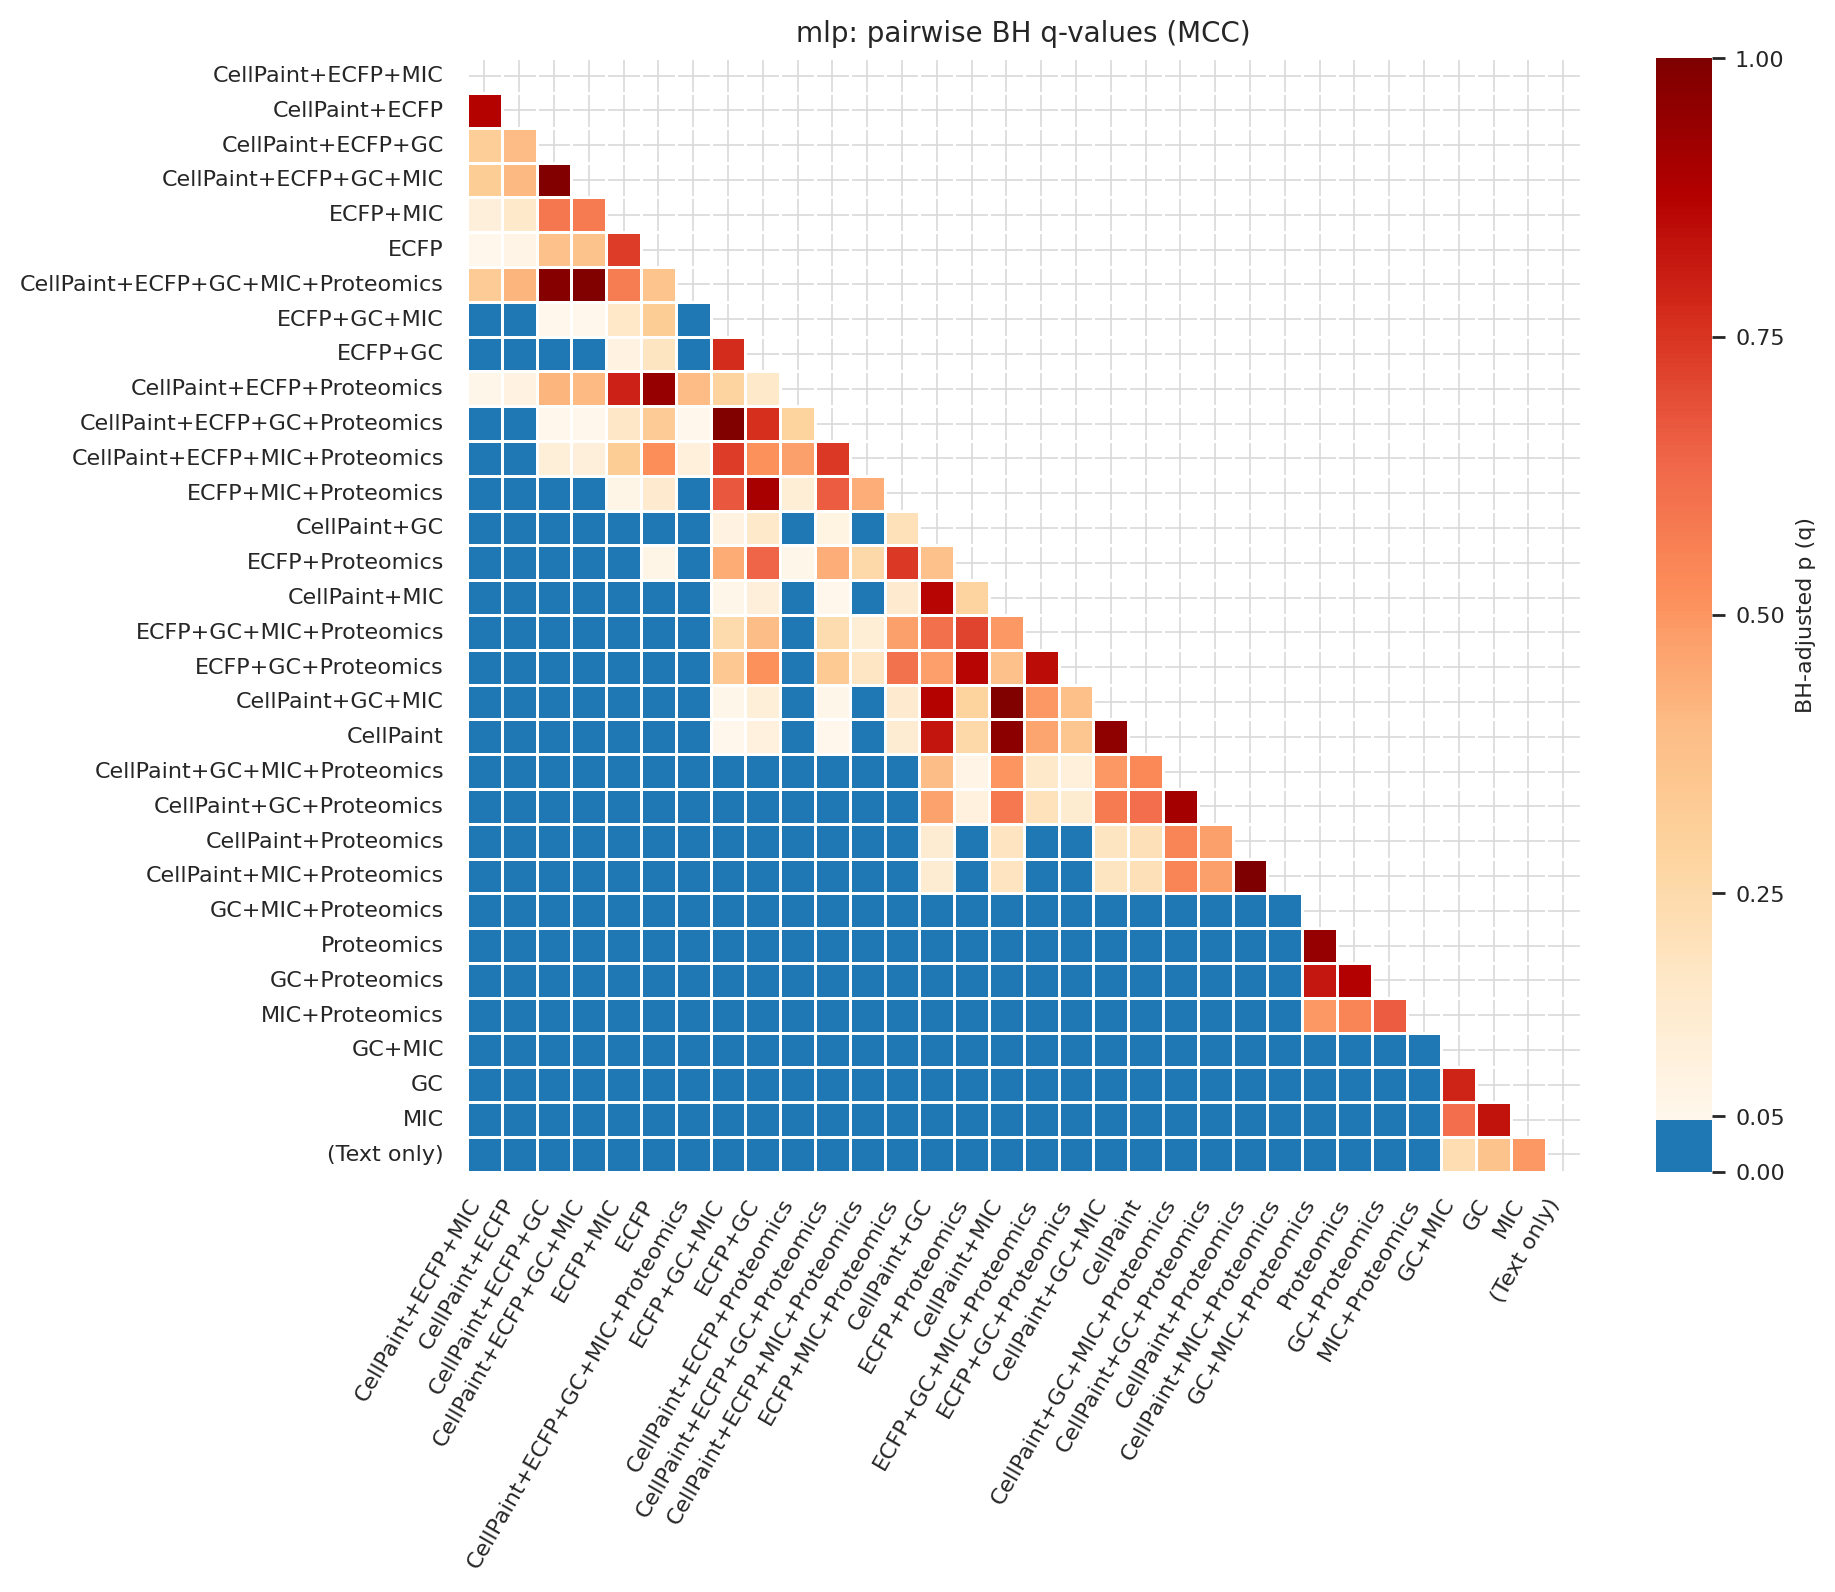 mlp: pairwise BH q-values (MCC)
CellPaint+ECFP+MIC
CellPaint+ECFP
CellPaint+ECFP+GC
CellPaint+ECFP+GC+MIC
ECFP+MIC
ECFP
CellPaint+ECFP+GC+MIC+Proteomics
ECFP+GC+MIC
ECFP+GC
CellPaint+ECFP+Proteomics
CellPaint+ECFP+GC+Proteomics
CellPaint+ECFP+MIC+Proteomics
ECFP+MIC+Proteomics
CellPaint+GC
ECFP+Proteomics
CellPaint+MIC
ECFP+GC+MIC+Proteomics
ECFP+GC+Proteomics
CellPaint+GC+MIC
CellPaint
CellPaint+GC+MIC+Proteomics
CellPaint+GC+Proteomics
CellPaint+Proteomics
CellPaint+MIC+Proteomics
GC+MIC+Proteomics
Proteomics
GC+Proteomics
MIC+Proteomics
GC+MIC
GC
MIC
(Text only)
CellPaint+ECFP+MIC
CellPaint+ECFP
CellPaint+ECFP+GC
CellPaint+ECFP+GC+MIC
ECFP+MIC
ECFP
CellPaint+ECFP+GC+MIC+Proteomics
ECFP+GC+MIC
ECFP+GC
CellPaint+ECFP+Proteomics
CellPaint+ECFP+GC+Proteomics
CellPaint+ECFP+MIC+Proteomics
ECFP+MIC+Proteomics
CellPaint+GC
ECFP+Proteomics
CellPaint+MIC
ECFP+GC+MIC+Proteomics
ECFP+GC+Proteomics
CellPaint+GC+MIC
CellPaint
CellPaint+GC+MIC+Proteomics
CellPaint+GC+Proteomics
CellPaint+Proteomics
CellPaint+MIC+Proteomics
GC+MIC+Proteomics
Proteomics
GC+Proteomics
MIC+Proteomics
GC+MIC
GC
MIC
(Text only)
1.00
0.75
0.50
0.25
0.05
0.00
BH-adjusted p (q)